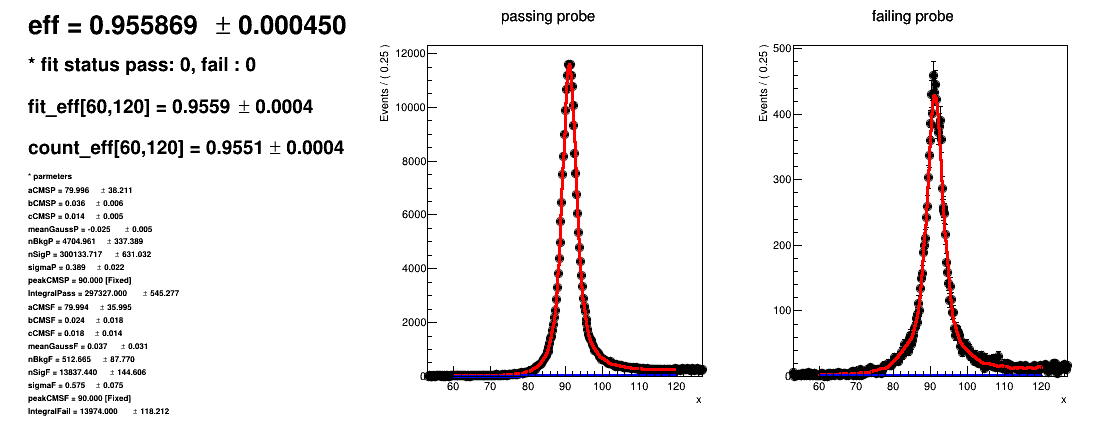 eff = 0.955869 ± 0.000450
* fit status pass: 0, fail : 0
fit_eff[60,120] = 0.9559 ± 0.0004
count_eff[60,120] = 0.9551 ± 0.0004
* parmeters
aCMSP = 79.996 ± 38.211
bCMSP = 0.036 ± 0.006
cCMSP = 0.014 ± 0.005
meanGaussP = -0.025 ± 0.005
nBkgP = 4704.961 ± 337.389
nSigP = 300133.717 ± 631.032
sigmaP = 0.389 ± 0.022
peakCMSP = 90.000 [Fixed]
IntegralPass = 297327.000 ± 545.277
aCMSF = 79.994 ± 35.995
bCMSF = 0.024 ± 0.018
cCMSF = 0.018 ± 0.014
meanGaussF = 0.037 ± 0.031
nBkgF = 512.665 ± 87.770
nSigF = 13837.440 ± 144.606
sigmaF = 0.575 ± 0.075
peakCMSF = 90.000 [Fixed]
IntegralFail = 13974.000 ± 118.212
passing probe
Events / ( 0.25 )
12000
10000
8000
6000
4000
2000
0
60 70 80 90 100 110 120
x
failing probe
Events / ( 0.25 )
500
400
300
200
100
0
60 70 80 90 100 110 120
x